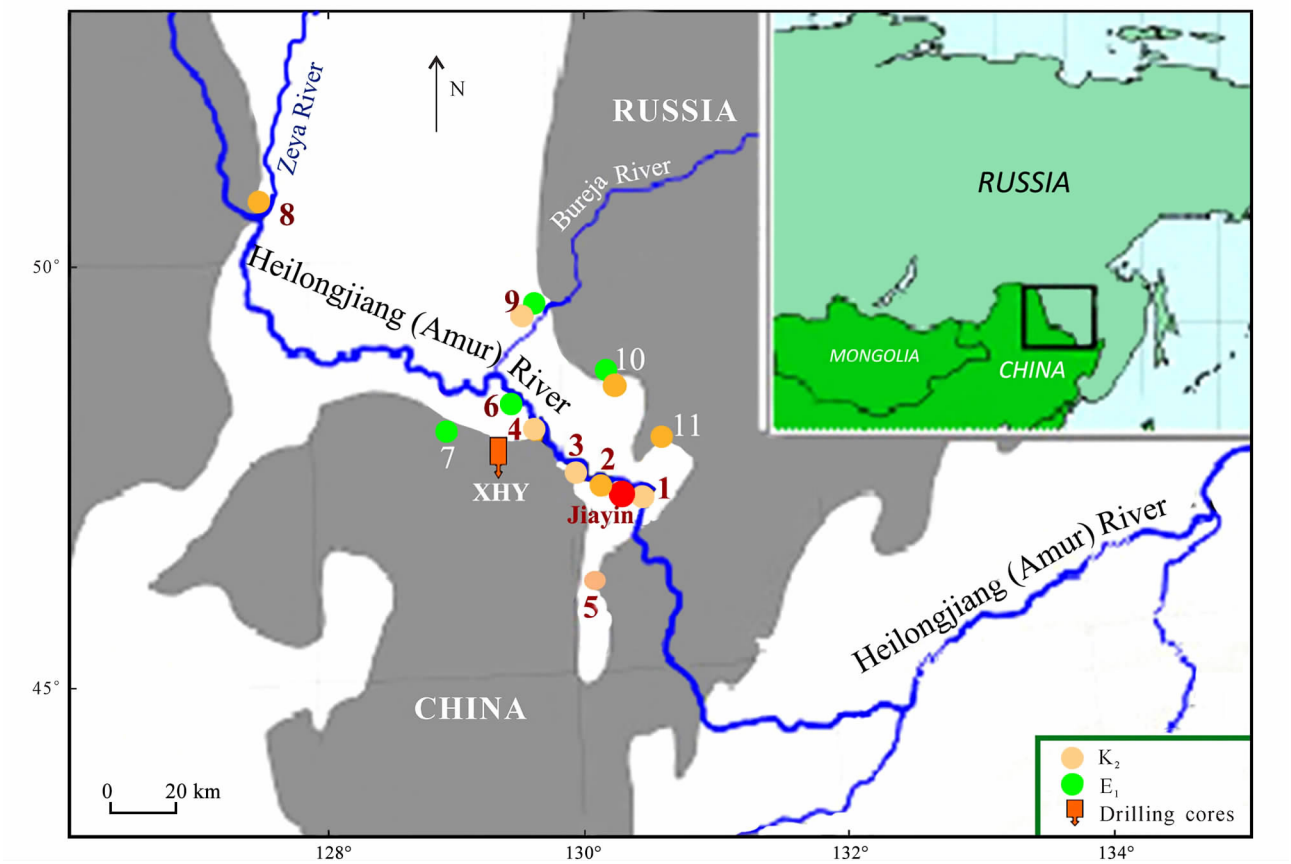 Zeya River
N
RUSSIA
Bureja River
8
50°
Heilongjiang (Amur) River
9
10
6
4
7
11
3
2
1
XHY
Jiayin
5
Heilongjiang (Amur) River
45°
CHINA
0 20 km
128
130
132
134
RUSSIA
MONGOLIA
CHINA
K₂
E₁
Drilling cores